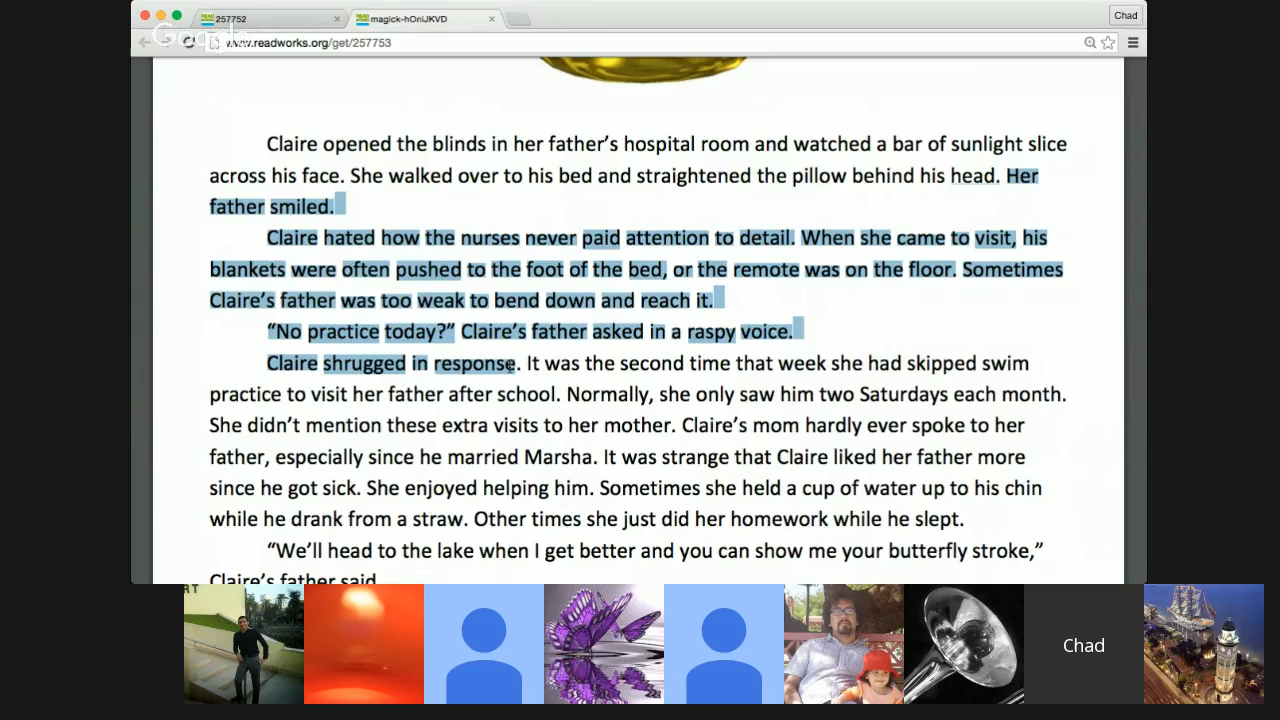 257752
magick-hOniJKVD
Chad
Google
www.readworks.org/get/257753
Claire opened the blinds in her father’s hospital room and watched a bar of sunlight slice
across his face. She walked over to his bed and straightened the pillow behind his head. Her
father smiled.
Claire hated how the nurses never paid attention to detail. When she came to visit, his
blankets were often pushed to the foot of the bed, or the remote was on the floor. Sometimes
Claire’s father was too weak to bend down and reach it.
“No practice today?” Claire’s father asked in a raspy voice.
Claire shrugged in response. It was the second time that week she had skipped swim
practice to visit her father after school. Normally, she only saw him two Saturdays each month.
She didn’t mention these extra visits to her mother. Claire’s mom hardly ever spoke to her
father, especially since he married Marsha. It was strange that Claire liked her father more
since he got sick. She enjoyed helping him. Sometimes she held a cup of water up to his chin
while he drank from a straw. Other times she just did her homework while he slept.
“We’ll head to the lake when I get better and you can show me your butterfly stroke,”
Claire’s father said
RT
Chad